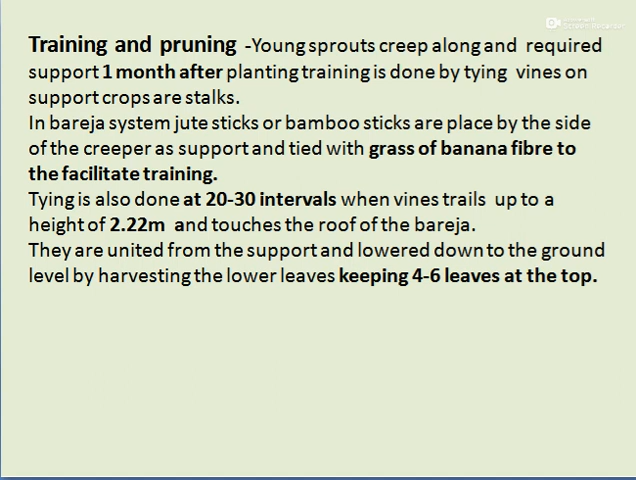 Training and pruning -Young sprouts creep along and required
support 1 month after planting training is done by tying vines on
support crops are stalks.
In bareja system jute sticks or bamboo sticks are place by the side
of the creeper as support and tied with grass of banana fibre to
the facilitate training.
Tying is also done at 20-30 intervals when vines trails up to a
height of 2.22m and touches the roof of the bareja.
They are united from the support and lowered down to the ground
level by harvesting the lower leaves keeping 4-6 leaves at the top.